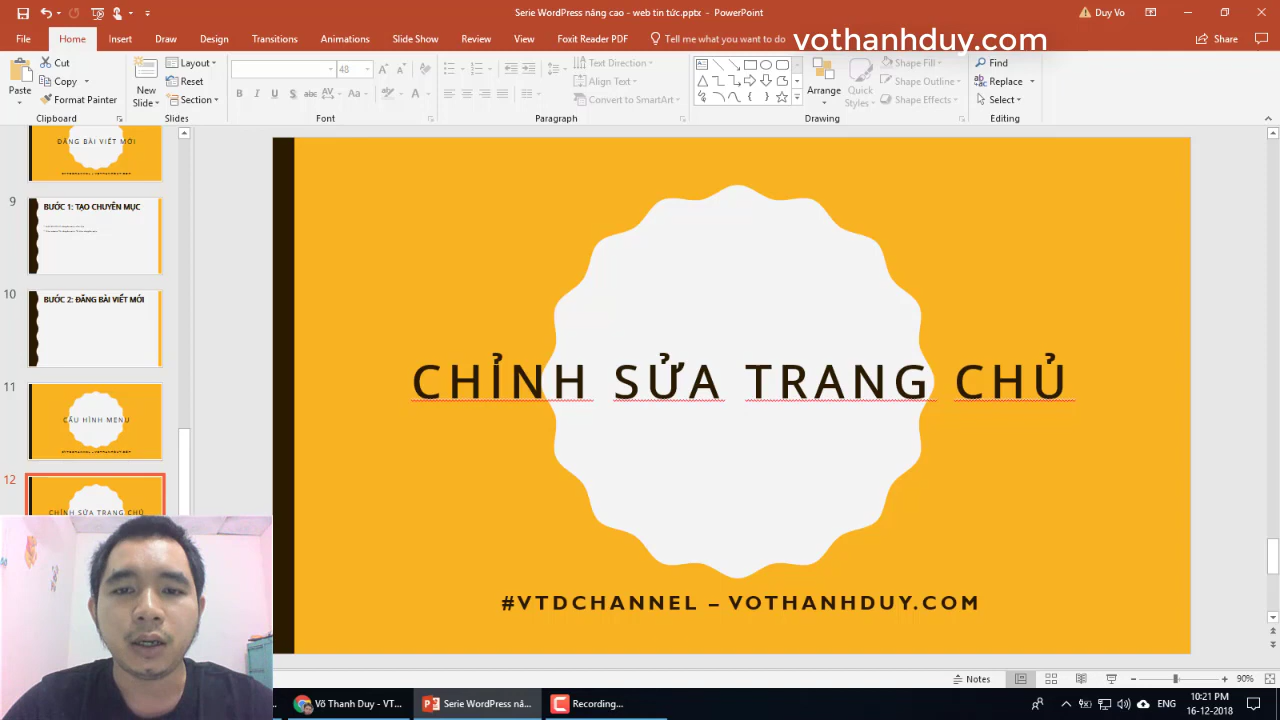 Serie WordPress nâng cao - web tin tức.pptx - PowerPoint
Duy Vo
File Home Insert Draw Design Transitions Animations Slide Show Review View Foxit Reader PDF Tell me what you want to do
vothanhduy.com
Share
Paste
Cut
Copy
Format Painter
Clipboard
New Slide
Layout
Reset
Section
Slides
48
B I U S abc AV Aa A
Font
Text Direction
Align Text
Convert to SmartArt
Paragraph
Arrange
Quick Styles
Shape Fill
Shape Outline
Shape Effects
Drawing
Find
Replace
Select
Editing
ĐĂNG BÀI VIẾT MỚI
9
BƯỚC 1: TẠO CHUYÊN MỤC
10
BƯỚC 2: ĐĂNG BÀI VIẾT MỚI
11
CẤU HÌNH MENU
12
CHỈNH SỬA TRANG CHỦ
CHỈNH SỬA TRANG CHỦ
#VTDCHANNEL – VOTHANHDUY.COM
Notes
90%
Võ Thanh Duy - VT...
Serie WordPress nâ...
Recording...
ENG
10:21 PM
16-12-2018